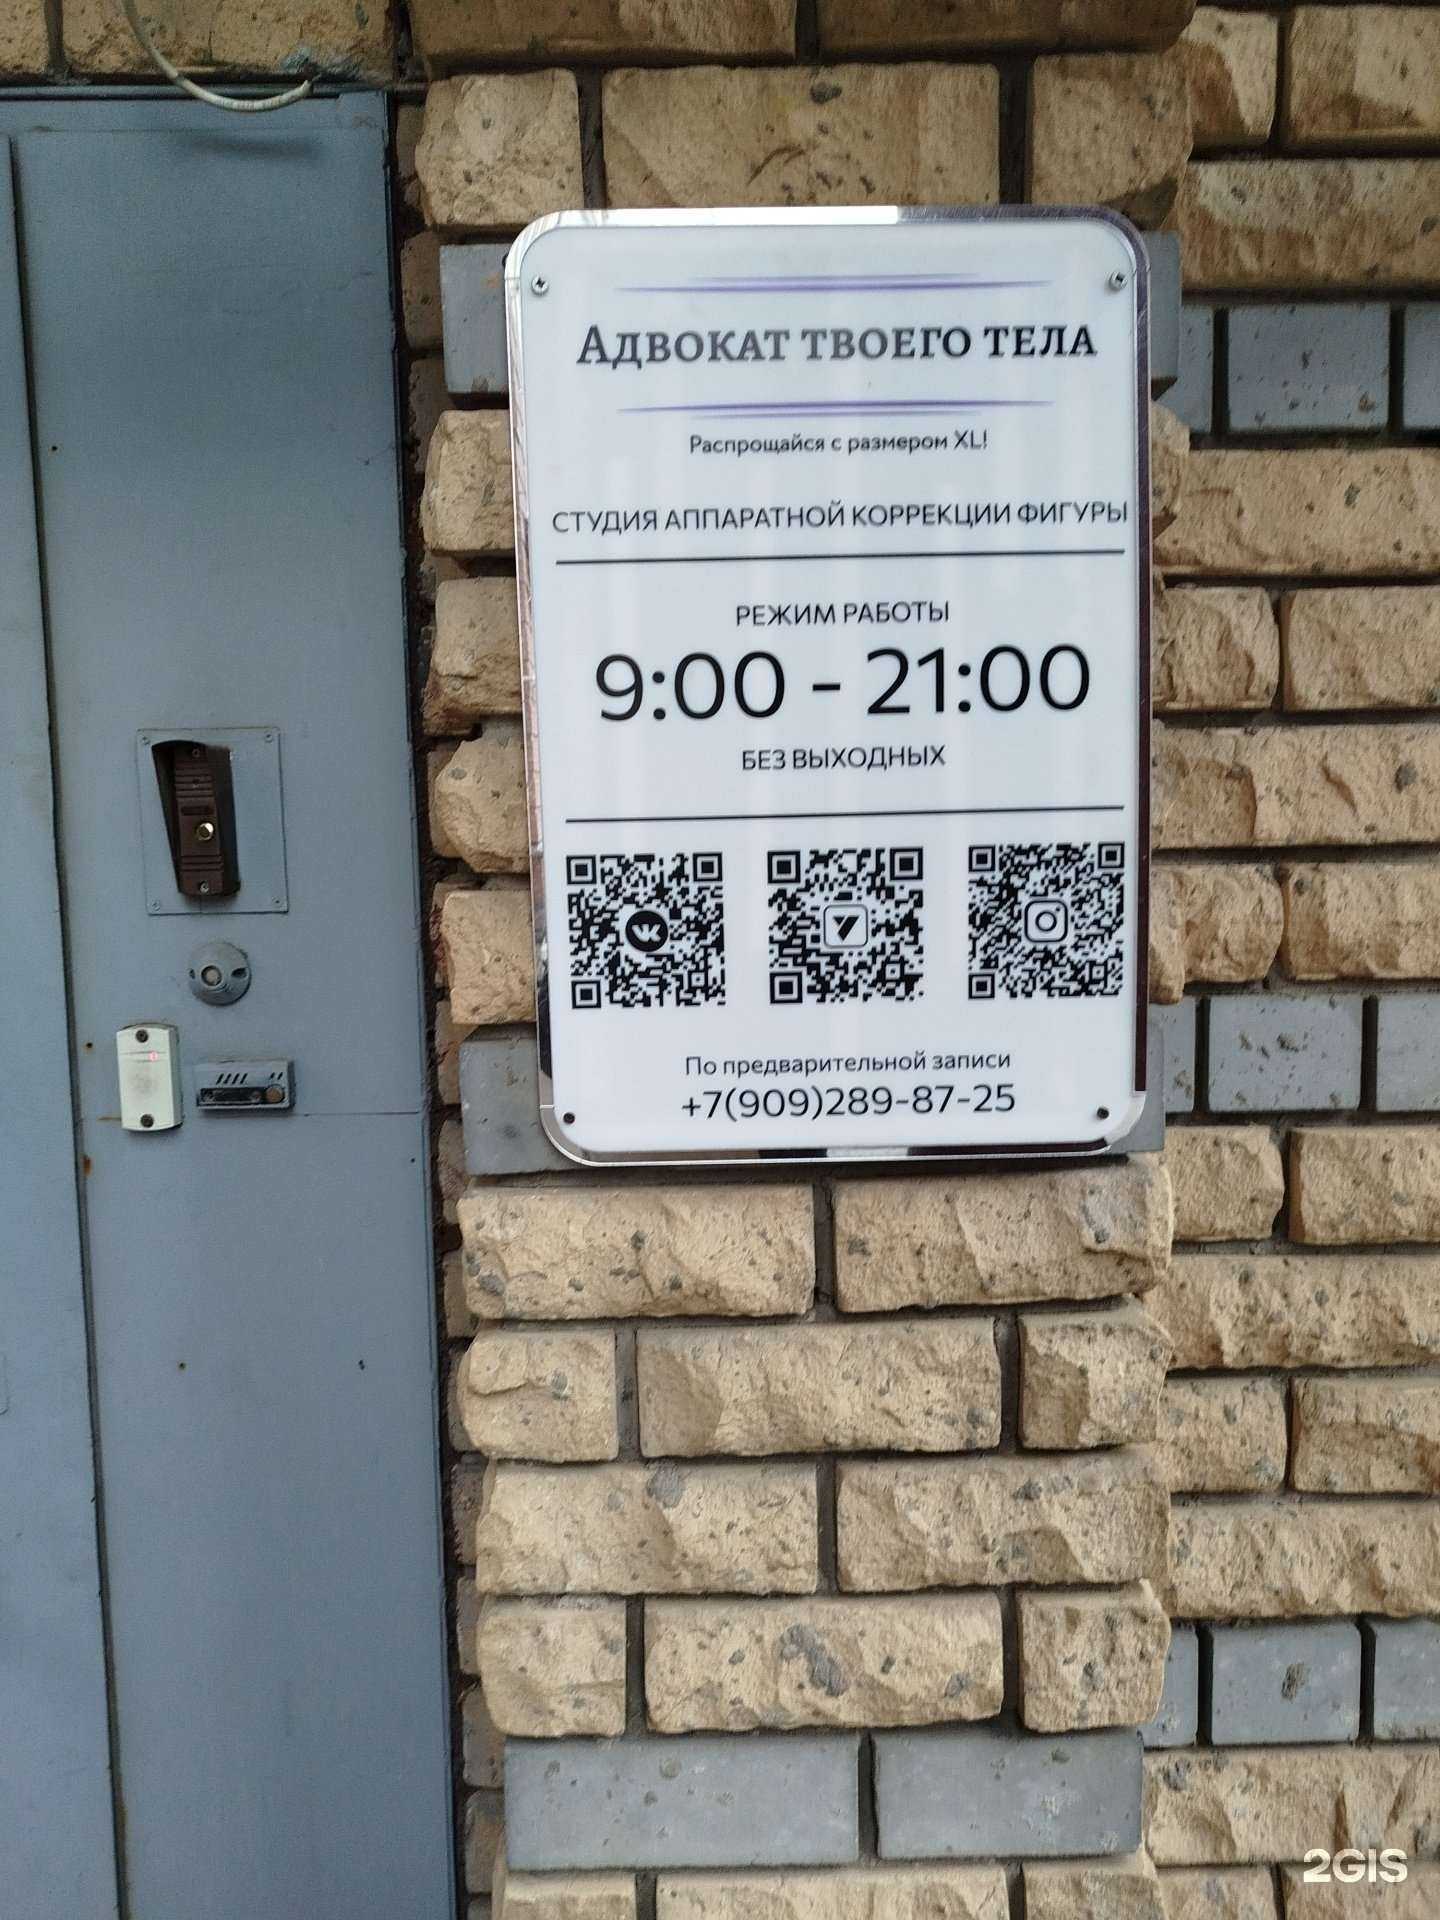 Адвокат твоего тела
Распрощайся с размером XL!
СТУДИЯ АППАРАТНОЙ КОРРЕКЦИИ ФИГУРЫ
РЕЖИМ РАБОТЫ
9:00 - 21:00
БЕЗ ВЫХОДНЫХ
По предварительной записи
+7(909)289-87-25
2GIS